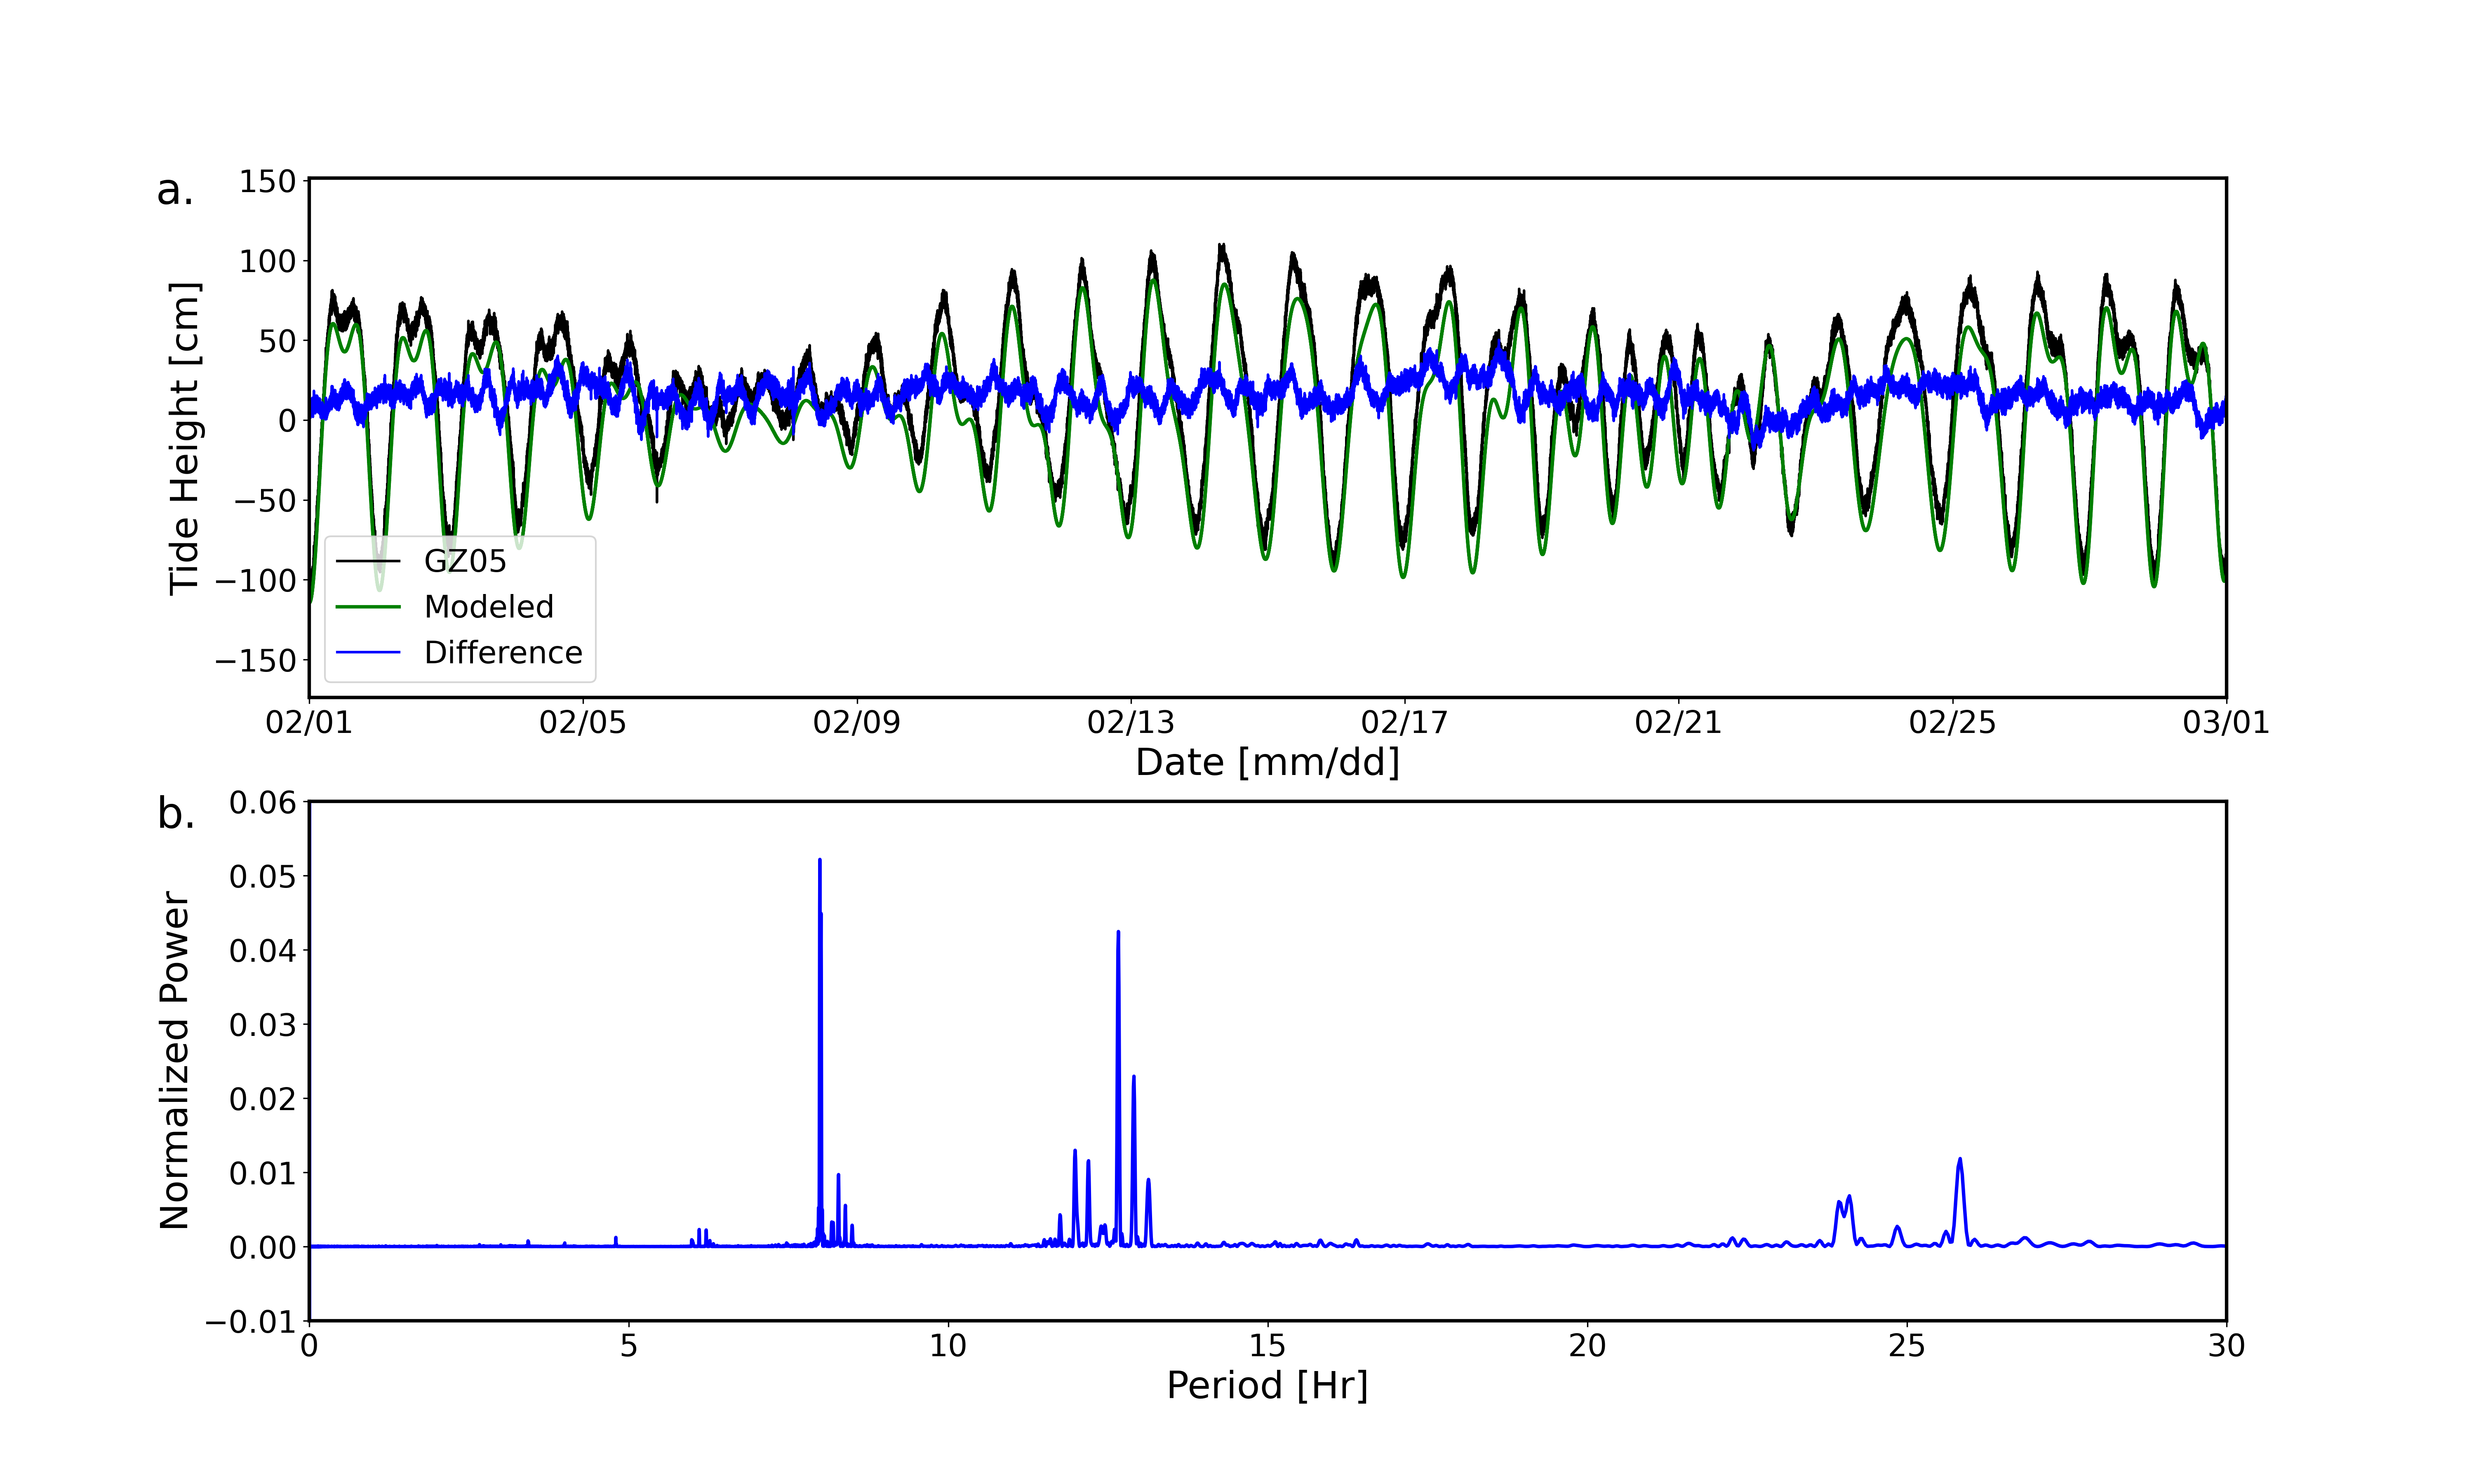 a.
150
100
50
0
−50
−100
−150
Tide Height [cm]
GZ05
Modeled
Difference
02/01 02/05 02/09 02/13 02/17 02/21 02/25 03/01
Date [mm/dd]
b.
0.06
0.05
0.04
0.03
0.02
0.01
0.00
−0.01
Normalized Power
0 5 10 15 20 25 30
Period [Hr]